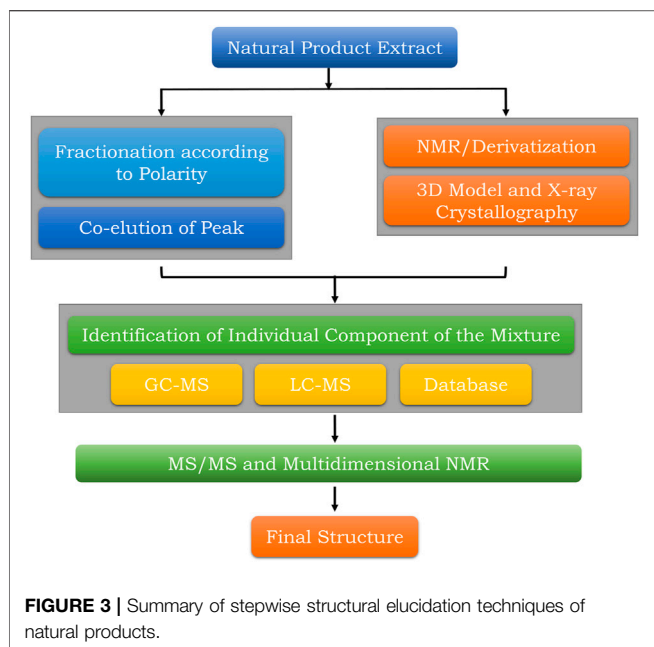 Natural Product Extract
Fractionation according
to Polarity
Co-elution of Peak
NMR/Derivatization
3D Model and X-ray
Crystallography
Identification of Individual Component of the Mixture
GC-MS
LC-MS
Database
MS/MS and Multidimensional NMR
Final Structure
FIGURE 3 | Summary of stepwise structural elucidation techniques of
natural products.